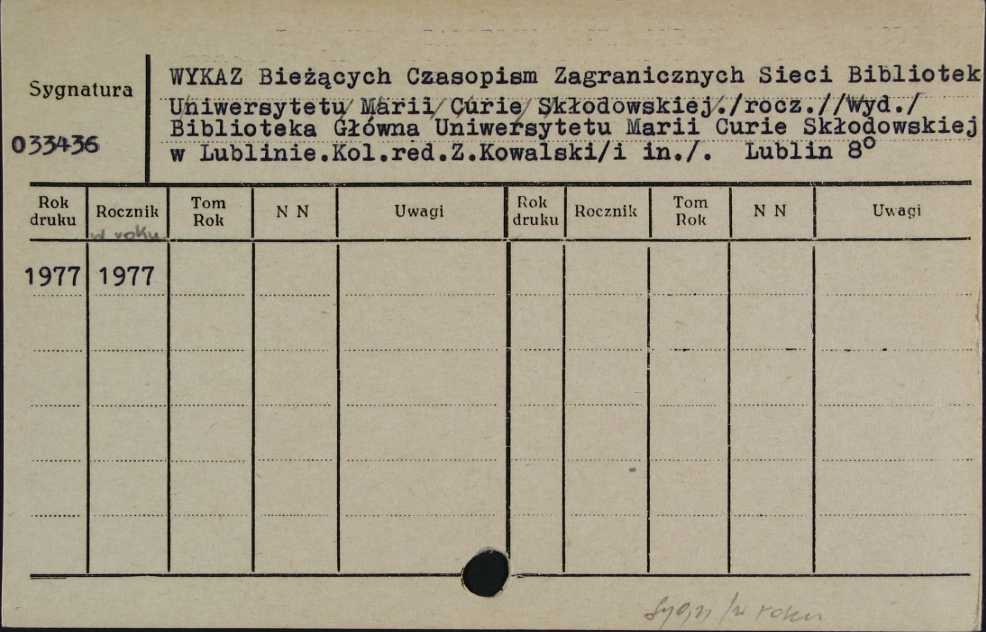 Sygnatura
033436
WYKAZ Bieżących Czasopism Zagranicznych Sieci Bibliotek
Uniwersytetu Marii Curie Skłodowskiej./rocz.//Wyd./
Biblioteka Główna Uniwersytetu Marii Curie Skłodowskiej
w Lublinie.Kol.red.Z.Kowalski/i in./. Lublin 8°
Rok druku Rocznik Tom Rok N N Uwagi Rok druku Rocznik Tom Rok N N Uwagi
w roku
1977 1977
Sygn /w roku